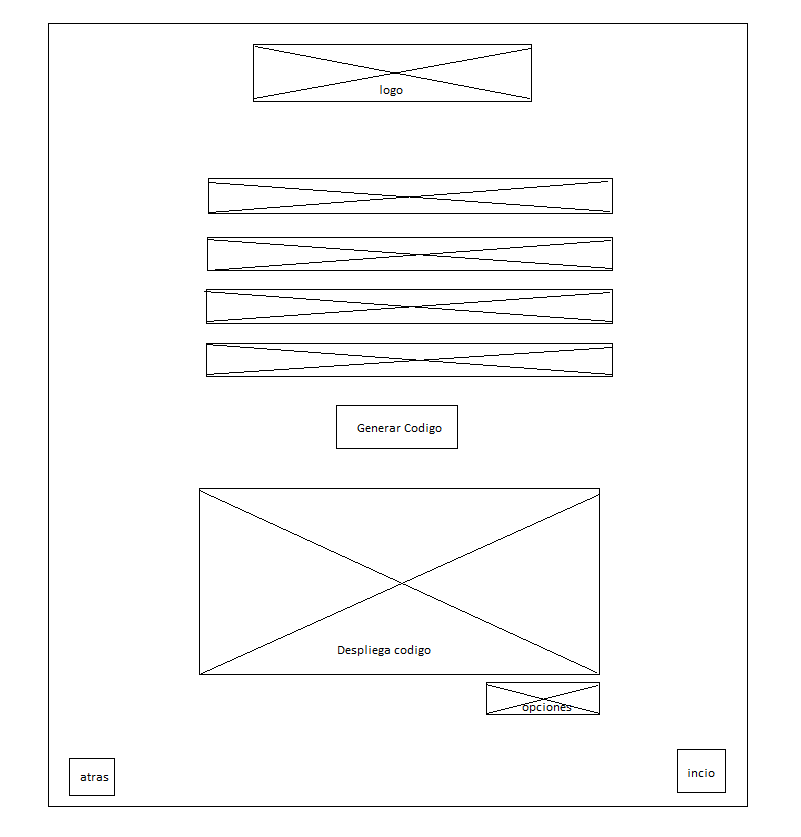 logo
Generar Codigo
Despliega codigo
opciones
atras
incio